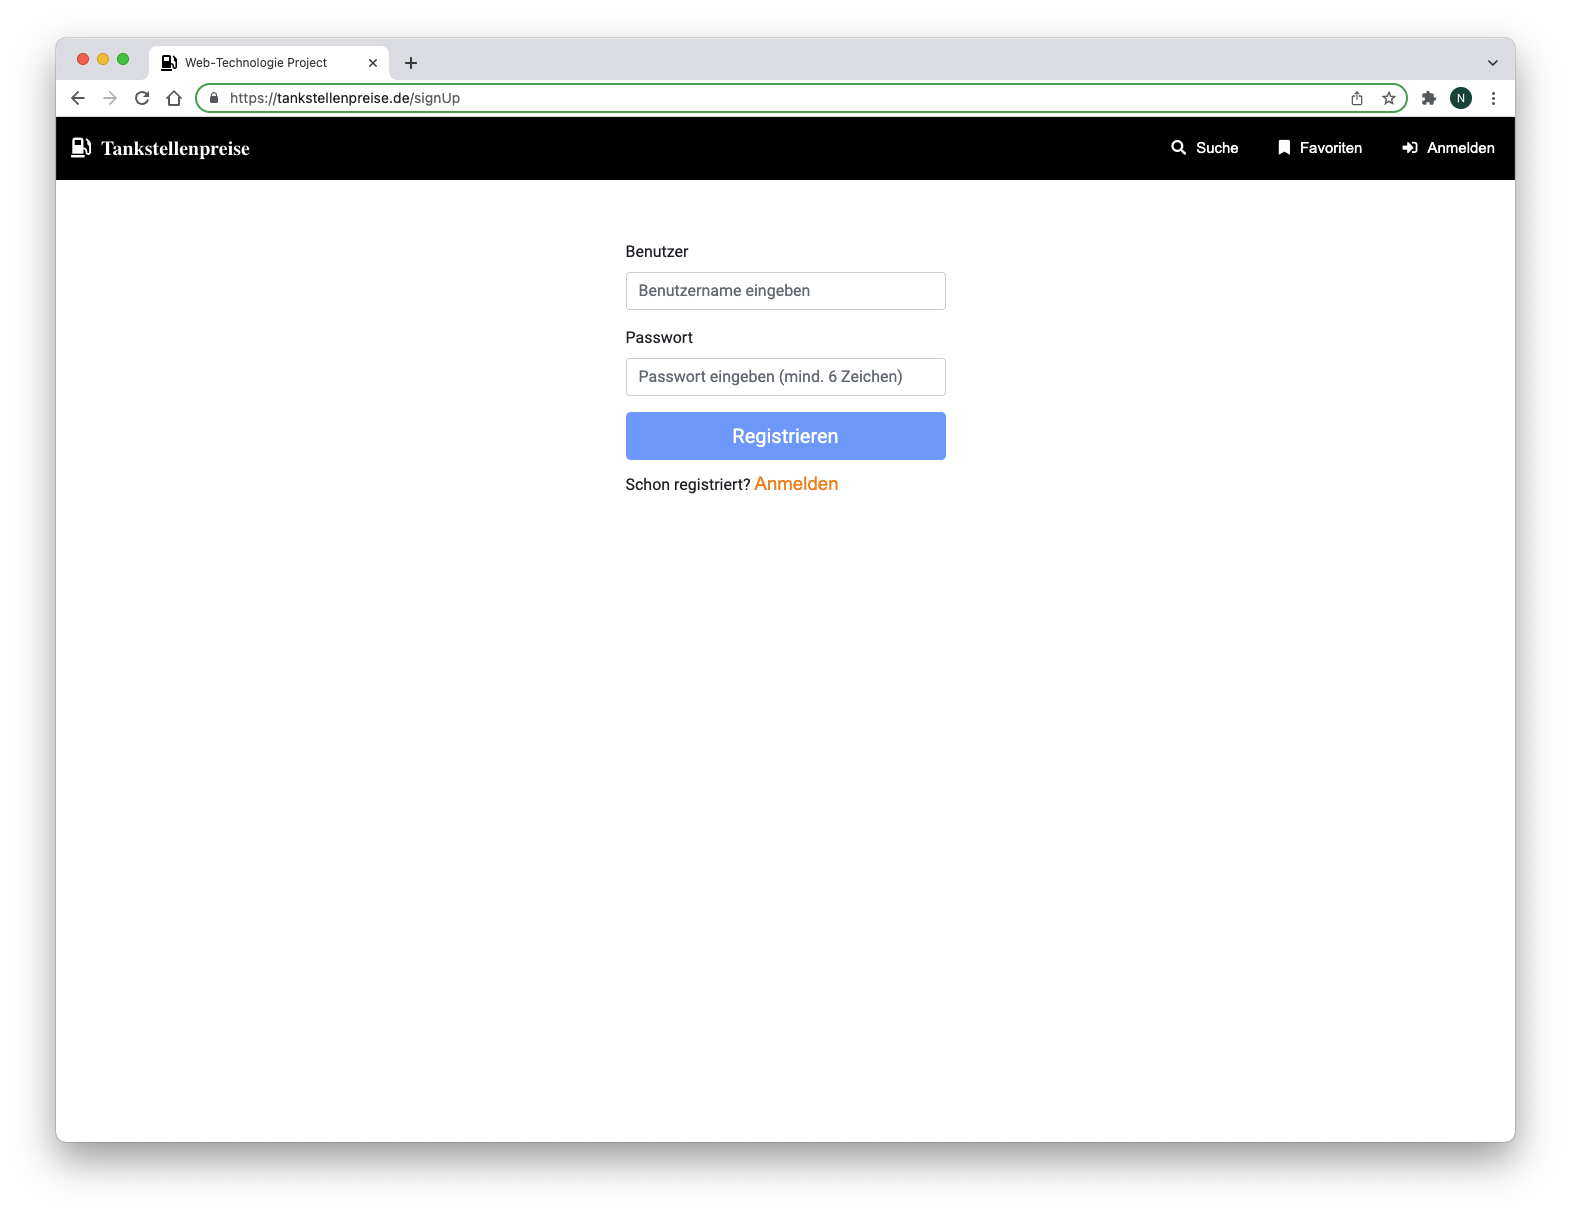 Web-Technologie Project
https://tankstellenpreise.de/signUp
N
Tankstellenpreise
Suche
Favoriten
Anmelden
Benutzer
Benutzername eingeben
Passwort
Passwort eingeben (mind. 6 Zeichen)
Registrieren
Schon registriert? Anmelden